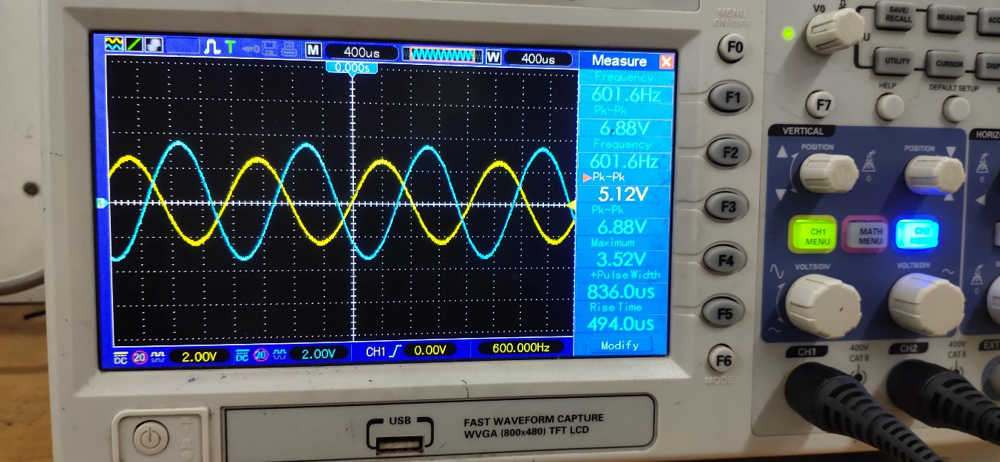 MENU
ON/OFF
V0
SAVE/
RECALL
MEASURE
T
M
400us
W
400us
Measure
X
0.000s
F0
Frequency
601.6Hz
Pk-Pk
6.88V
Frequency
601.6Hz
Pk-Pk
5.12V
Pk-Pk
6.88V
Maximum
3.52V
+Pulse Width
836.0us
Rise Time
494.0us
Modify
F1
F2
F3
F4
F5
F6
MODE
UTILITY
CURSOR
HELP
DEFAULT SETUP
F7
VERTICAL
POSITION
POSITION
0
0
CH1
MENU
MATH
MENU
VOLTS/DIV
VOLTS/DIV
CH1
400V
CAT II
CH2
400V
CAT II
DC
20
2.00V
DC
20
2.00V
CH1
0.00V
600.000Hz
USB
FAST WAVEFORM CAPTURE
WVGA (800x480) TFT LCD